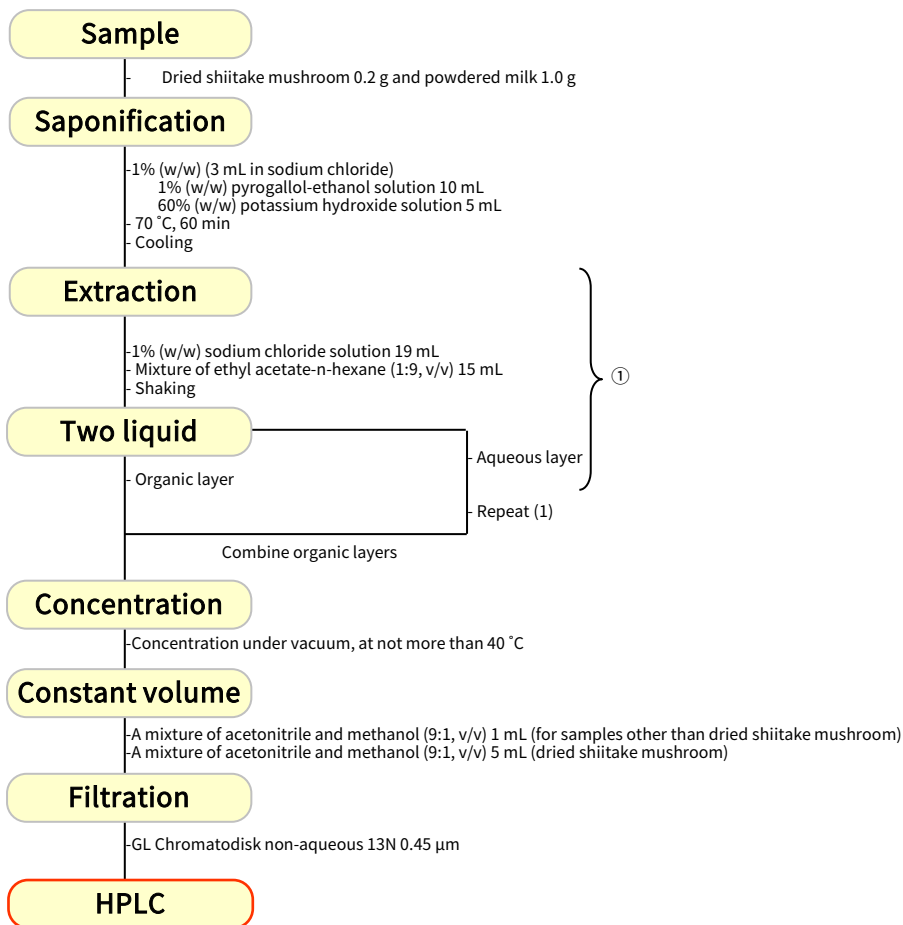 Sample
- Dried shiitake mushroom 0.2 g and powdered milk 1.0 g
Saponification
-1% (w/w) (3 mL in sodium chloride)
1% (w/w) pyrogallol-ethanol solution 10 mL
60% (w/w) potassium hydroxide solution 5 mL
- 70 ˚C, 60 min
- Cooling
Extraction
-1% (w/w) sodium chloride solution 19 mL
- Mixture of ethyl acetate-n-hexane (1:9, v/v) 15 mL
- Shaking
①
Two liquid
- Aqueous layer
- Organic layer
- Repeat (1)
Combine organic layers
Concentration
-Concentration under vacuum, at not more than 40 ˚C
Constant volume
-A mixture of acetonitrile and methanol (9:1, v/v) 1 mL (for samples other than dried shiitake mushroom)
-A mixture of acetonitrile and methanol (9:1, v/v) 5 mL (dried shiitake mushroom)
Filtration
-GL Chromatodisk non-aqueous 13N 0.45 µm
HPLC